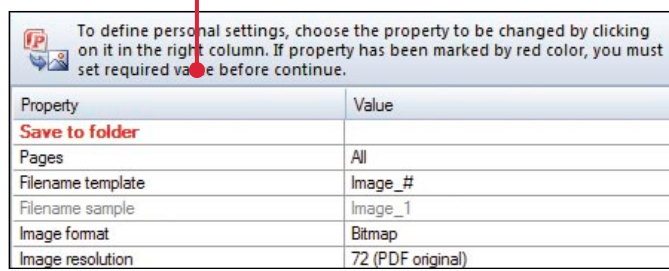 To define personal settings, choose the property to be changed by clicking
on it in the right column. If property has been marked by red color, you must
set required value before continue.
Property Value
Save to folder
Pages All
Filename template Image_#
Filename sample Image_1
Image format Bitmap
Image resolution 72 (PDF original)